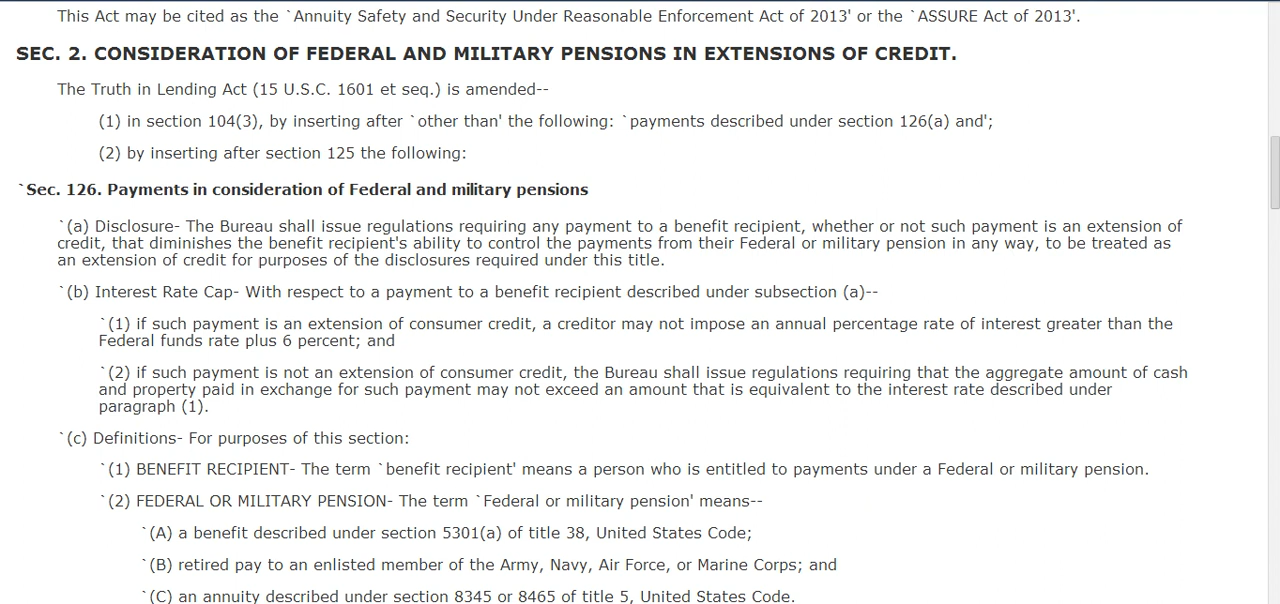 This Act may be cited as the `Annuity Safety and Security Under Reasonable Enforcement Act of 2013' or the `ASSURE Act of 2013'.
SEC. 2. CONSIDERATION OF FEDERAL AND MILITARY PENSIONS IN EXTENSIONS OF CREDIT.
The Truth in Lending Act (15 U.S.C. 1601 et seq.) is amended--
(1) in section 104(3), by inserting after `other than' the following: `payments described under section 126(a) and';
(2) by inserting after section 125 the following:
`Sec. 126. Payments in consideration of Federal and military pensions
`(a) Disclosure- The Bureau shall issue regulations requiring any payment to a benefit recipient, whether or not such payment is an extension of
credit, that diminishes the benefit recipient's ability to control the payments from their Federal or military pension in any way, to be treated as
an extension of credit for purposes of the disclosures required under this title.
`(b) Interest Rate Cap- With respect to a payment to a benefit recipient described under subsection (a)--
`(1) if such payment is an extension of consumer credit, a creditor may not impose an annual percentage rate of interest greater than the
Federal funds rate plus 6 percent; and
`(2) if such payment is not an extension of consumer credit, the Bureau shall issue regulations requiring that the aggregate amount of cash
and property paid in exchange for such payment may not exceed an amount that is equivalent to the interest rate described under
paragraph (1).
`(c) Definitions- For purposes of this section:
`(1) BENEFIT RECIPIENT- The term `benefit recipient' means a person who is entitled to payments under a Federal or military pension.
`(2) FEDERAL OR MILITARY PENSION- The term `Federal or military pension' means--
`(A) a benefit described under section 5301(a) of title 38, United States Code;
`(B) retired pay to an enlisted member of the Army, Navy, Air Force, or Marine Corps; and
`(C) an annuity described under section 8345 or 8465 of title 5, United States Code.